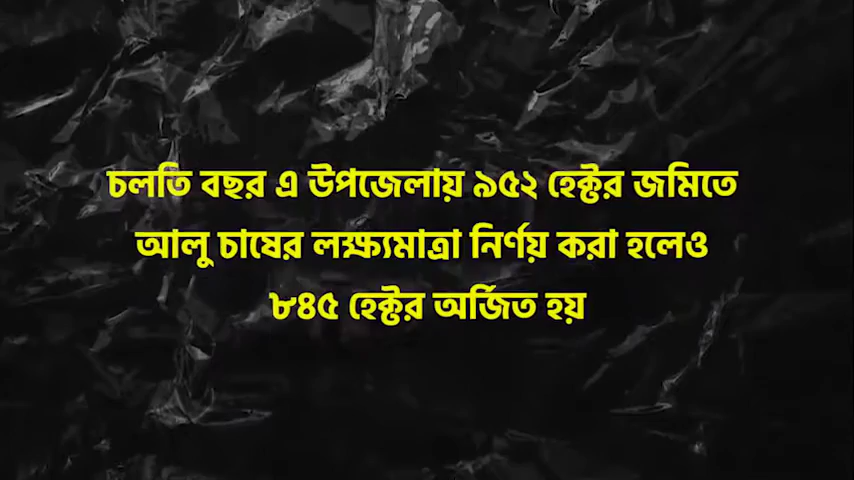 চলতি বছর এ উপজেলায় ৯৫২ হেক্টর জমিতে
আলু চাষের লক্ষ্যমাত্রা নির্ণয় করা হলেও
৮৪৫ হেক্টর অর্জিত হয়